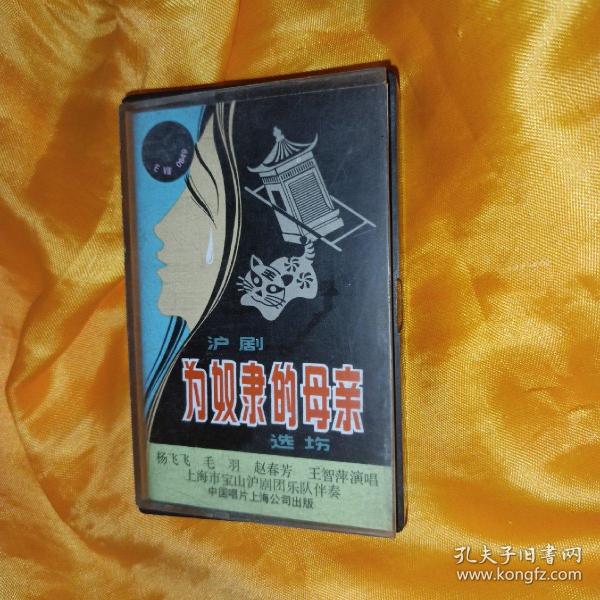 沪剧
为奴隶的母亲
选场
杨飞飞 毛羽 赵春芳 王智萍演唱
上海市宝山沪剧团乐队伴奏
中国唱片上海公司出版
王
孔夫子旧书网
www.kongfz.com